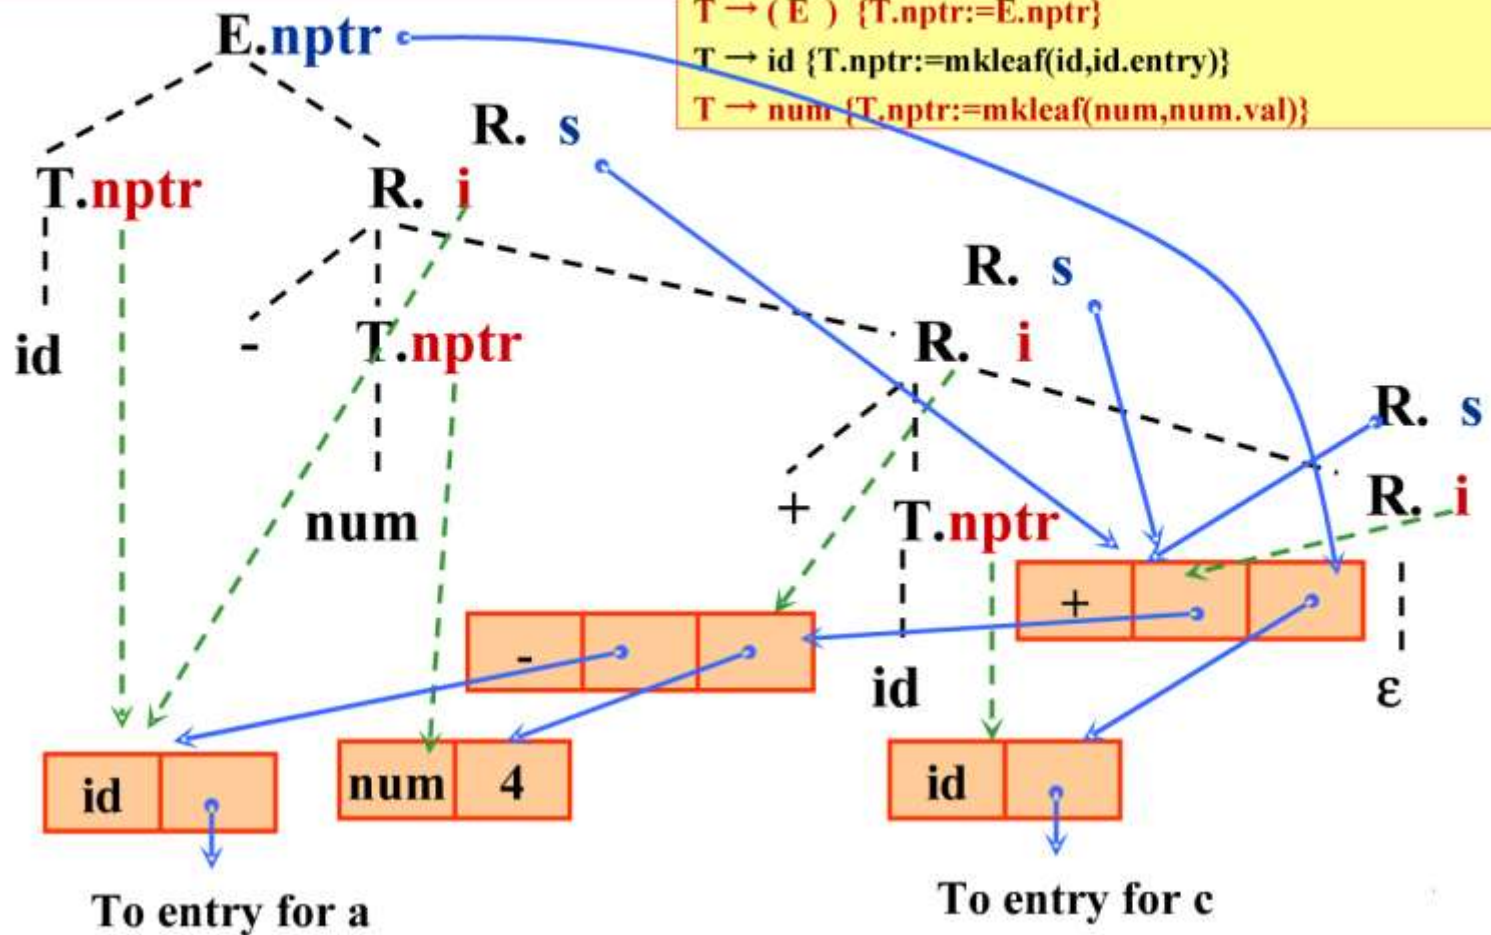 T → ( E ) {T.nptr:=E.nptr}
E.nptr
T → id {T.nptr:=mkleaf(id,id.entry)}
T → num {T.nptr:=mkleaf(num,num.val)}
R. s
T.nptr
R. i
R. s
id
-
T.nptr
R. i
R. s
num
+
T.nptr
R. i
+
-
id
ε
id
num
4
id
To entry for a
To entry for c